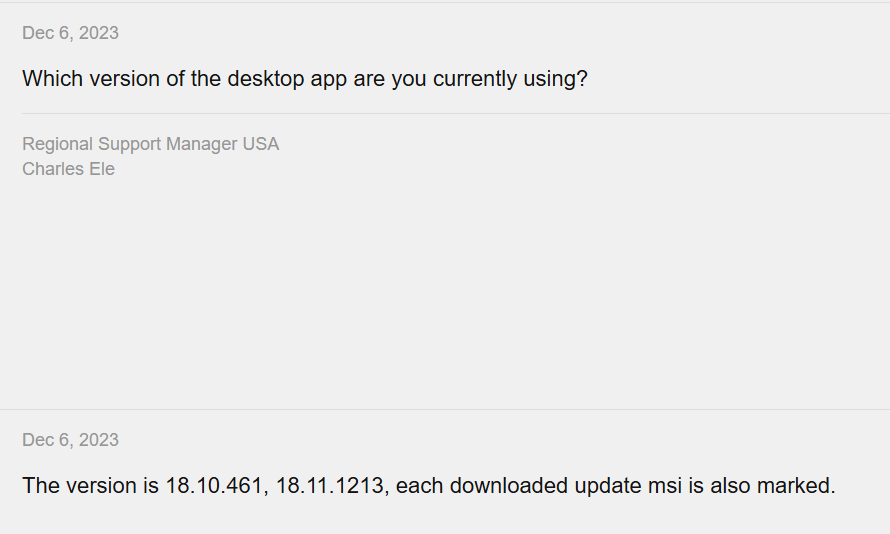 Dec 6, 2023
Which version of the desktop app are you currently using?
Regional Support Manager USA
Charles Ele
Dec 6, 2023
The version is 18.10.461, 18.11.1213, each downloaded update msi is also marked.